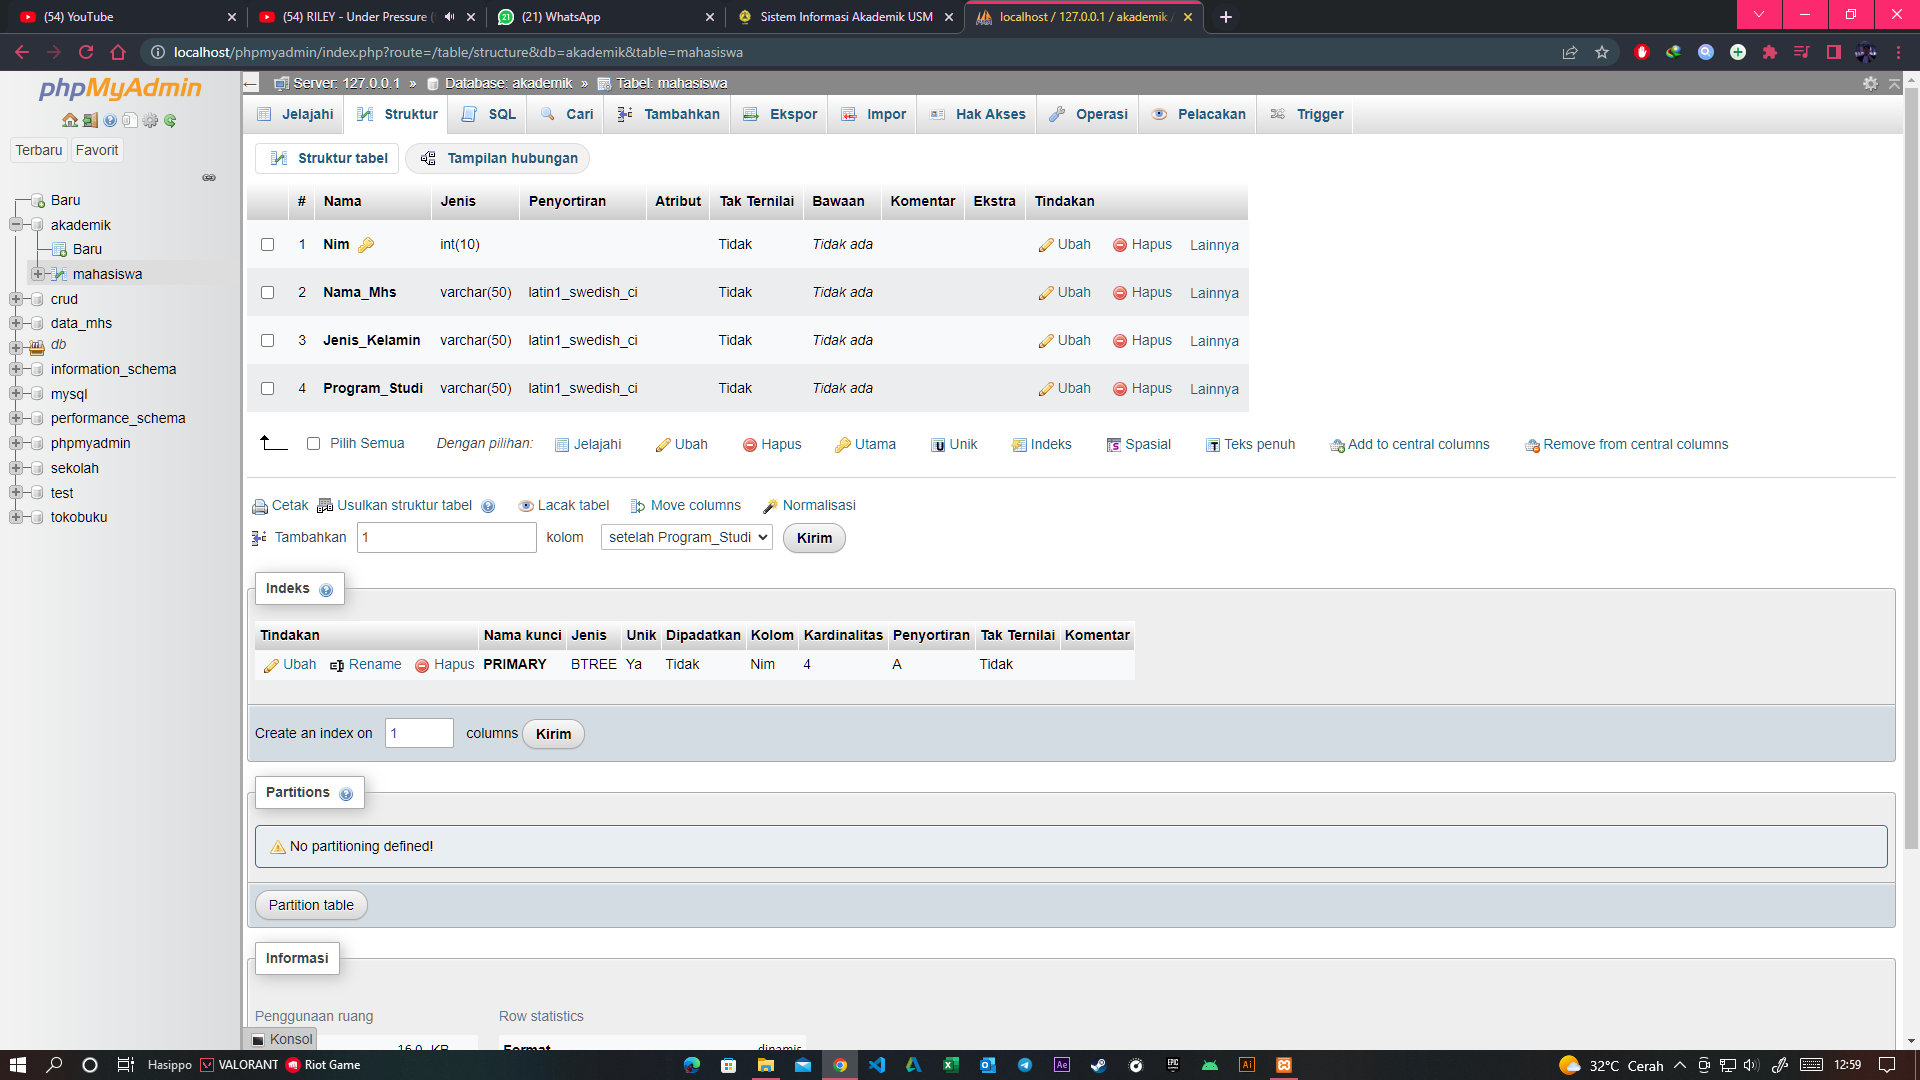 (54) YouTube
(54) RILEY - Under Pressure (
(21) WhatsApp
Sistem Informasi Akademik USM
localhost / 127.0.0.1 / akademik
localhost/phpmyadmin/index.php?route=/table/structure&db=akademik&table=mahasiswa
phpMyAdmin
Terbaru
Favorit
Baru
akademik
Baru
mahasiswa
crud
data_mhs
db
information_schema
mysql
performance_schema
phpmyadmin
sekolah
test
tokobuku
Server: 127.0.0.1 » Database: akademik » Tabel: mahasiswa
Jelajahi Struktur SQL Cari Tambahkan Ekspor Impor Hak Akses Operasi Pelacakan Trigger
Struktur tabel Tampilan hubungan
# Nama Jenis Penyortiran Atribut Tak Ternilai Bawaan Komentar Ekstra Tindakan
1 Nim int(10) Tidak Tidak ada Ubah Hapus Lainnya
2 Nama_Mhs varchar(50) latin1_swedish_ci Tidak Tidak ada Ubah Hapus Lainnya
3 Jenis_Kelamin varchar(50) latin1_swedish_ci Tidak Tidak ada Ubah Hapus Lainnya
4 Program_Studi varchar(50) latin1_swedish_ci Tidak Tidak ada Ubah Hapus Lainnya
Pilih Semua Dengan pilihan: Jelajahi Ubah Hapus Utama Unik Indeks Spasial Teks penuh Add to central columns Remove from central columns
Cetak Usulkan struktur tabel Lacak tabel Move columns Normalisasi
Tambahkan 1 kolom setelah Program_Studi Kirim
Indeks
Tindakan Nama kunci Jenis Unik Dipadatkan Kolom Kardinalitas Penyortiran Tak Ternilai Komentar
Ubah Rename Hapus PRIMARY BTREE Ya Tidak Nim 4 A Tidak
Create an index on 1 columns Kirim
Partitions
No partitioning defined!
Partition table
Informasi
Penggunaan ruang Row statistics
Konsol
16,0 KB Format dinamis
Hasippo VALORANT Riot Game
32°C Cerah 12:59